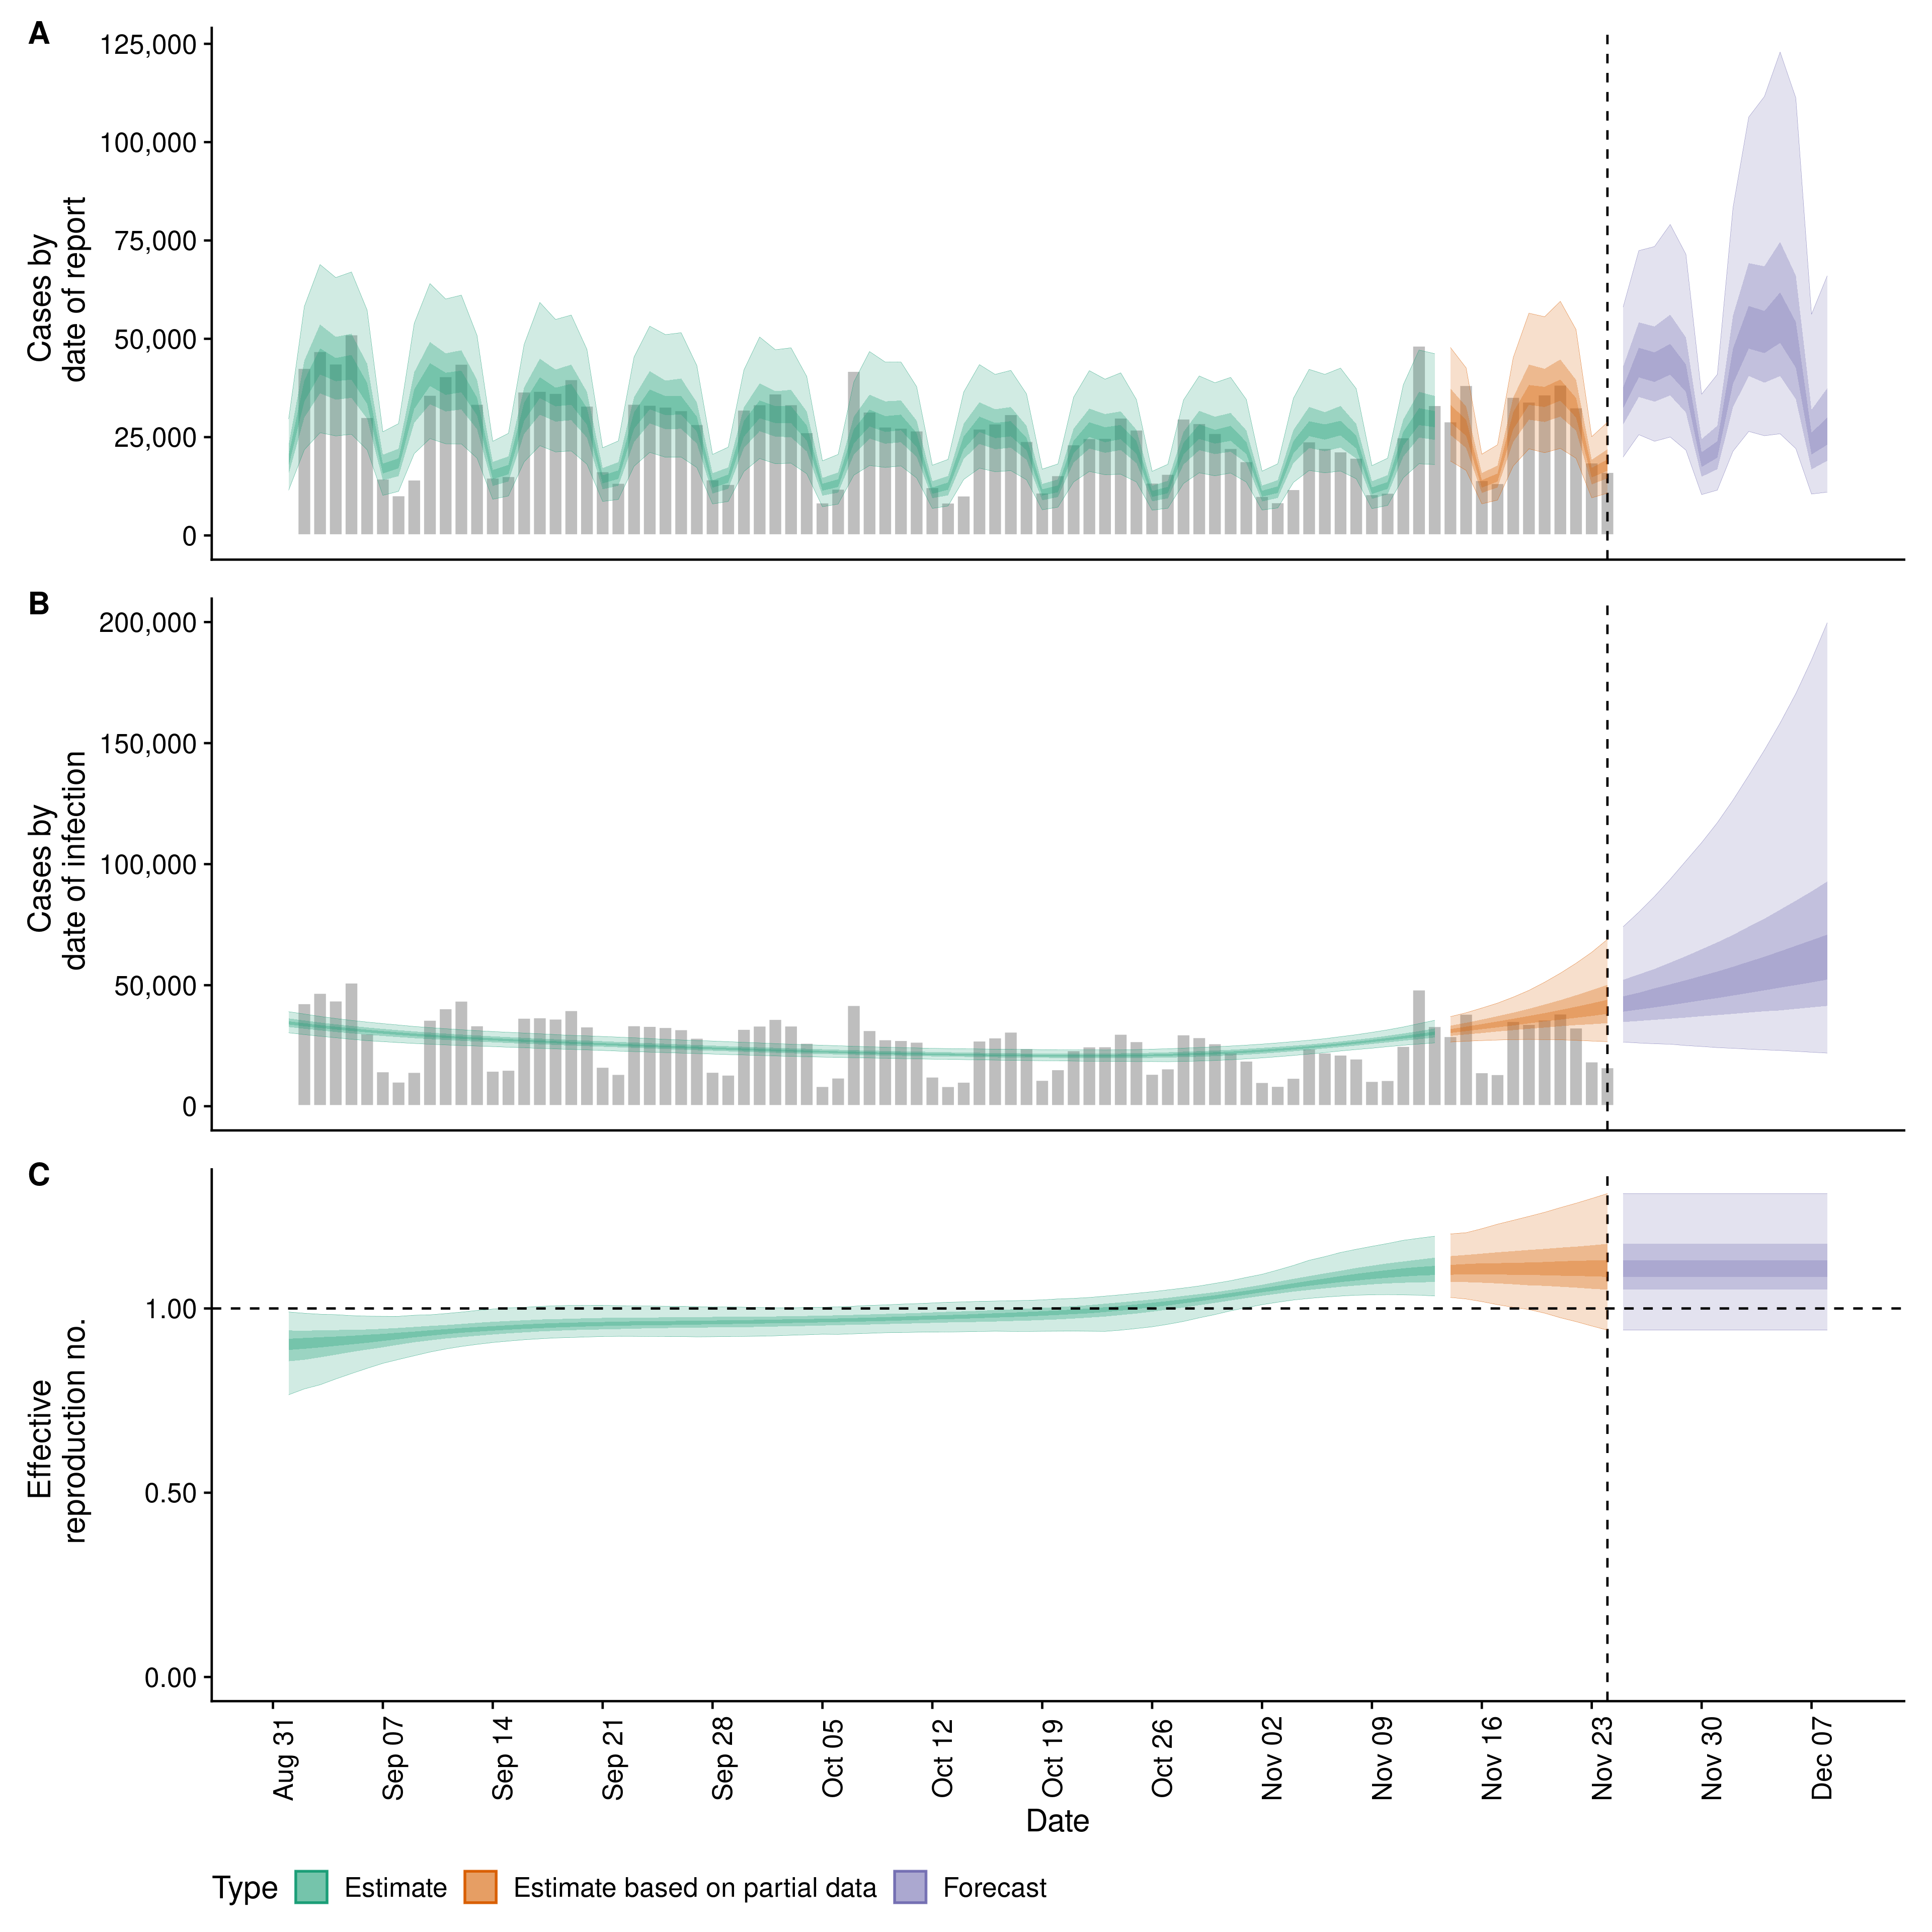 A
125,000
100,000
75,000
50,000
25,000
0
Cases by
date of report
B
200,000
150,000
100,000
50,000
0
Cases by
date of infection
C
1.00
0.50
0.00
Effective
reproduction no.
Aug 31
Sep 07
Sep 14
Sep 21
Sep 28
Oct 05
Oct 12
Oct 19
Oct 26
Nov 02
Nov 09
Nov 16
Nov 23
Nov 30
Dec 07
Date
Type Estimate Estimate based on partial data Forecast